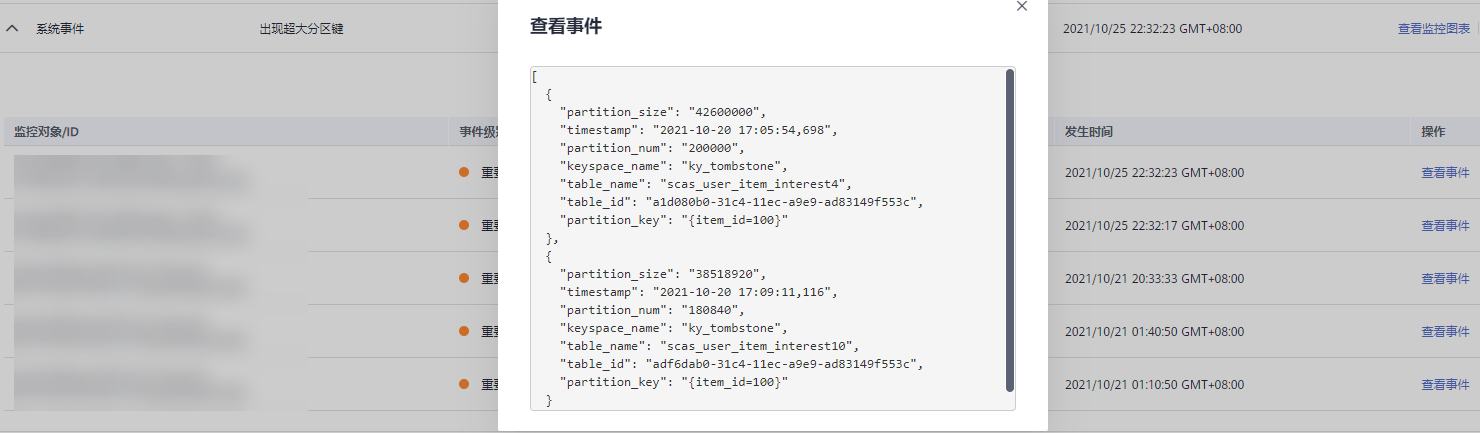 查看事件
系统事件 出现超大分区键 2021/10/25 22:32:23 GMT+08:00 查看监控图表
[
{
"partition_size": "42600000",
"timestamp": "2021-10-20 17:05:54,698",
"partition_num": "200000",
"keyspace_name": "ky_tombstone",
"table_name": "scas_user_item_interest4",
"table_id": "a1d080b0-31c4-11ec-a9e9-ad83149f553c",
"partition_key": "{item_id=100}"
},
{
"partition_size": "38518920",
"timestamp": "2021-10-20 17:09:11,116",
"partition_num": "180840",
"keyspace_name": "ky_tombstone",
"table_name": "scas_user_item_interest10",
"table_id": "adf6dab0-31c4-11ec-a9e9-ad83149f553c",
"partition_key": "{item_id=100}"
}
监控对象/ID 事件级 发生时间 操作
重 2021/10/25 22:32:23 GMT+08:00 查看事件
重 2021/10/25 22:32:17 GMT+08:00 查看事件
重 2021/10/21 20:33:33 GMT+08:00 查看事件
重 2021/10/21 01:40:50 GMT+08:00 查看事件
重 2021/10/21 01:10:50 GMT+08:00 查看事件